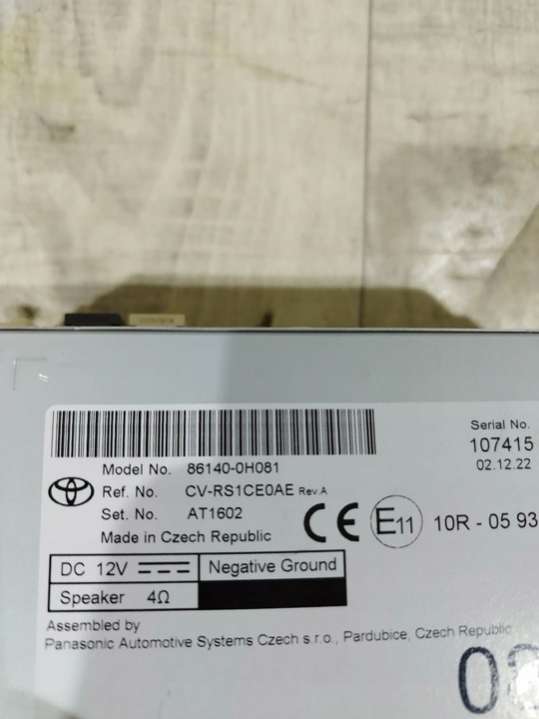 Serial No.
107415
02.12.22
Model No. 86140-0H081
Ref. No. CV-RS1CE0AE Rev.A
Set. No. AT1602
Made in Czech Republic
CE E11 10R - 05 93
DC 12V Negative Ground
Speaker 4Ω
Assembled by
Panasonic Automotive Systems Czech s.r.o., Pardubice, Czech Republic